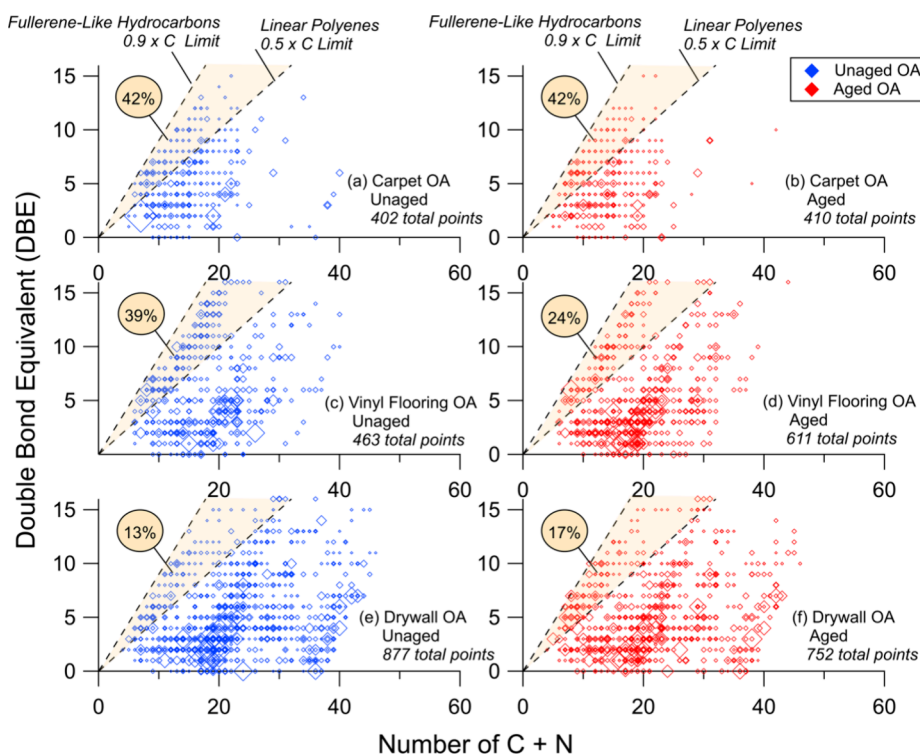 Fullerene-Like Hydrocarbons
0.9 x C Limit
Linear Polyenes
0.5 x C Limit
Fullerene-Like Hydrocarbons
0.9 x C Limit
Linear Polyenes
0.5 x C Limit
Unaged OA
Aged OA
Double Bond Equivalent (DBE)
15
10
5
0
42%
(a) Carpet OA
Unaged
402 total points
0
20
40
60
15
10
5
0
42%
(b) Carpet OA
Aged
410 total points
0
20
40
60
15
10
5
0
39%
(c) Vinyl Flooring OA
Unaged
463 total points
0
20
40
60
15
10
5
0
24%
(d) Vinyl Flooring OA
Aged
611 total points
0
20
40
60
15
10
5
0
13%
(e) Drywall OA
Unaged
877 total points
0
20
40
60
15
10
5
0
17%
(f) Drywall OA
Aged
752 total points
0
20
40
60
Number of C + N